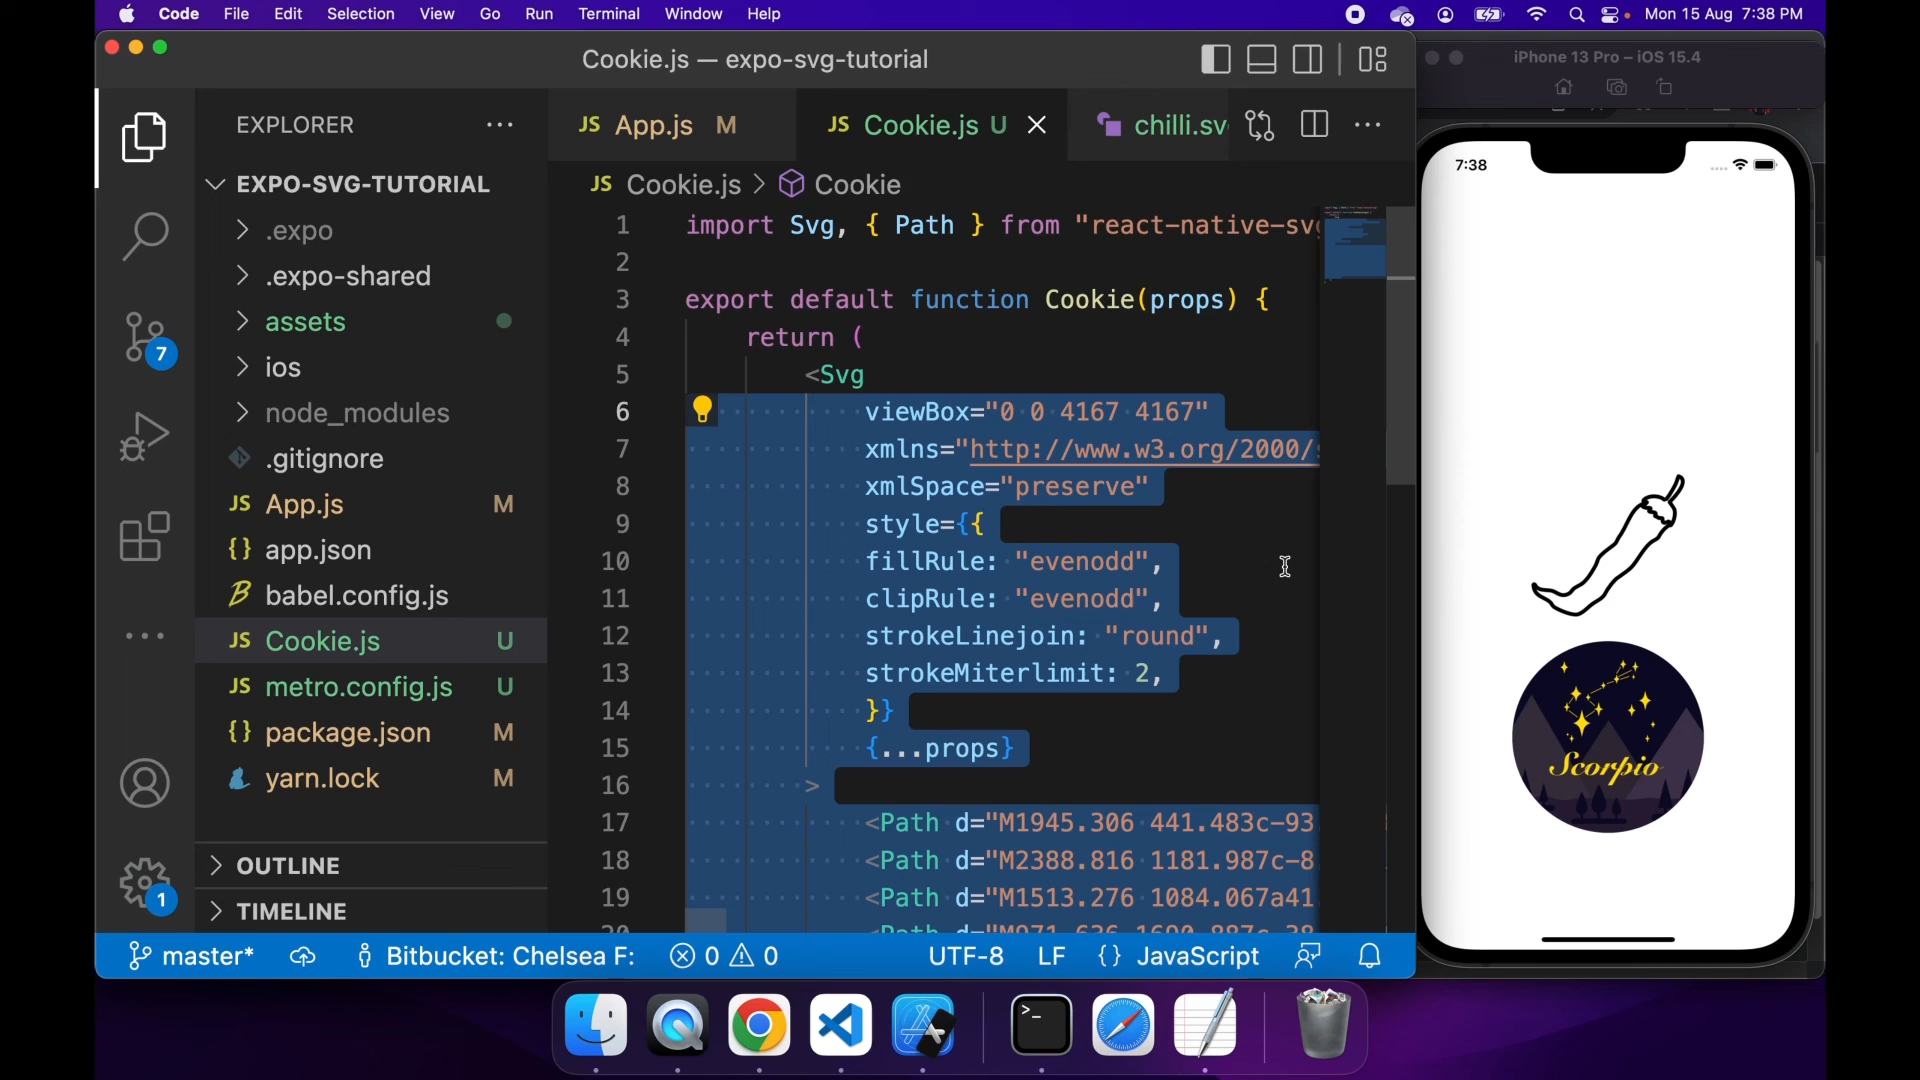 Code File Edit Selection View Go Run Terminal Window Help
Mon 15 Aug 7:38 PM
Cookie.js — expo-svg-tutorial
iPhone 13 Pro – iOS 15.4
EXPLORER
EXPO-SVG-TUTORIAL
.expo
.expo-shared
assets
ios
node_modules
.gitignore
JS App.js M
{} app.json
babel.config.js
JS Cookie.js U
JS metro.config.js U
{} package.json M
yarn.lock M
OUTLINE
TIMELINE
7
1
JS App.js M
JS Cookie.js U
chilli.sv
JS Cookie.js > Cookie
1 import Svg, { Path } from "react-native-svg
2
3 export default function Cookie(props) {
4 return (
5 <Svg
6 viewBox="0 0 4167 4167"
7 xmlns="http://www.w3.org/2000/s
8 xmlSpace="preserve"
9 style={{
10 fillRule: "evenodd",
11 clipRule: "evenodd",
12 strokeLinejoin: "round",
13 strokeMiterlimit: 2,
14 }}
15 {...props}
16 >
17 <Path d="M1945.306 441.483c-93
18 <Path d="M2388.816 1181.987c-8
19 <Path d="M1513.276 1084.067a41
20 <Path d="M971.636 1690.887c-38
master* Bitbucket: Chelsea F: 0 0 UTF-8 LF {} JavaScript
7:38
Scorpio